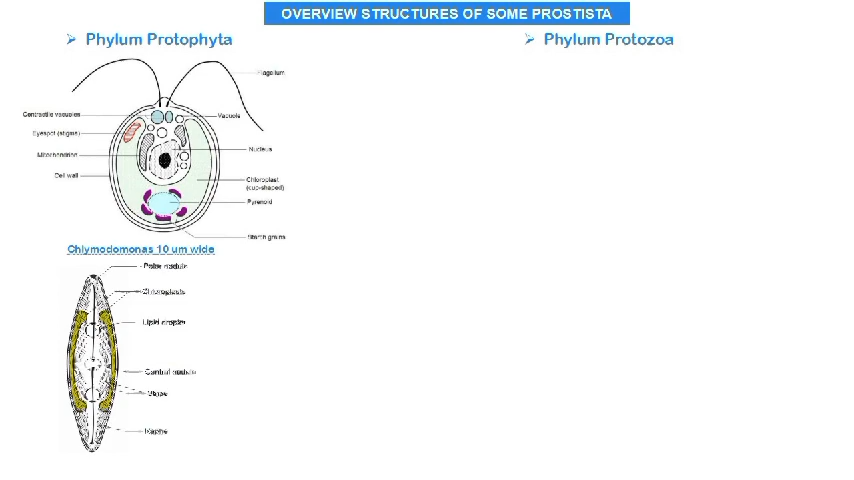 OVERVIEW STRUCTURES OF SOME PROSTISTA
➢ Phylum Protophyta
➢ Phylum Protozoa
Flagellum
Contractile vacuoles
Vacuole
Eyespot (stigma)
Nucleus
Mitochondrion
Cell wall
Chloroplast
(cup-shaped)
Pyrenoid
Starch grains
Chlymodomonas 10 um wide
Polar nodule
Chloroplasts
Lipid droplet
Central nodule
Striae
Raphe